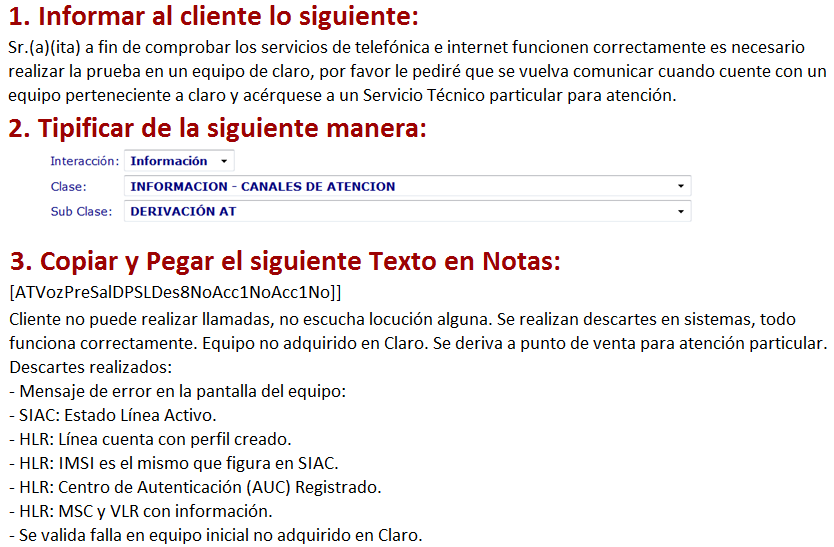 1. Informar al cliente lo siguiente:
Sr.(a)(ita) a fin de comprobar los servicios de telefónica e internet funcionen correctamente es necesario
realizar la prueba en un equipo de claro, por favor le pediré que se vuelva comunicar cuando cuente con un
equipo perteneciente a claro y acérquese a un Servicio Técnico particular para atención.
2. Tipificar de la siguiente manera:
Interacción: Información
Clase: INFORMACION - CANALES DE ATENCION
Sub Clase: DERIVACIÓN AT
3. Copiar y Pegar el siguiente Texto en Notas:
[ATVozPreSalDPSLDes8NoAcc1NoAcc1No]]
Cliente no puede realizar llamadas, no escucha locución alguna. Se realizan descartes en sistemas, todo
funciona correctamente. Equipo no adquirido en Claro. Se deriva a punto de venta para atención particular.
Descartes realizados:
- Mensaje de error en la pantalla del equipo:
- SIAC: Estado Línea Activo.
- HLR: Línea cuenta con perfil creado.
- HLR: IMSI es el mismo que figura en SIAC.
- HLR: Centro de Autenticación (AUC) Registrado.
- HLR: MSC y VLR con información.
- Se valida falla en equipo inicial no adquirido en Claro.